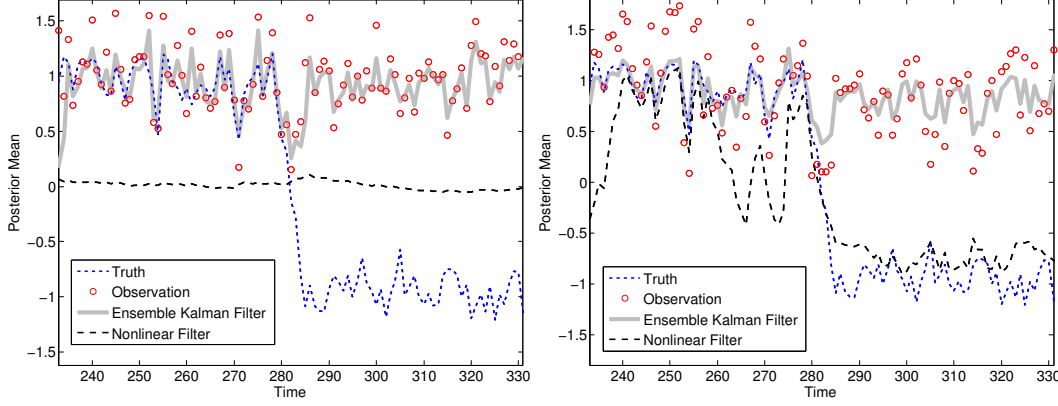 1.5
1
0.5
0
−0.5
−1
−1.5
Posterior Mean
240 250 260 270 280 290 300 310 320 330
Time
Truth
Observation
Ensemble Kalman Filter
Nonlinear Filter
1.5
1
0.5
0
−0.5
−1
−1.5
Posterior Mean
240 250 260 270 280 290 300 310 320 330
Time
Truth
Observation
Ensemble Kalman Filter
Nonlinear Filter